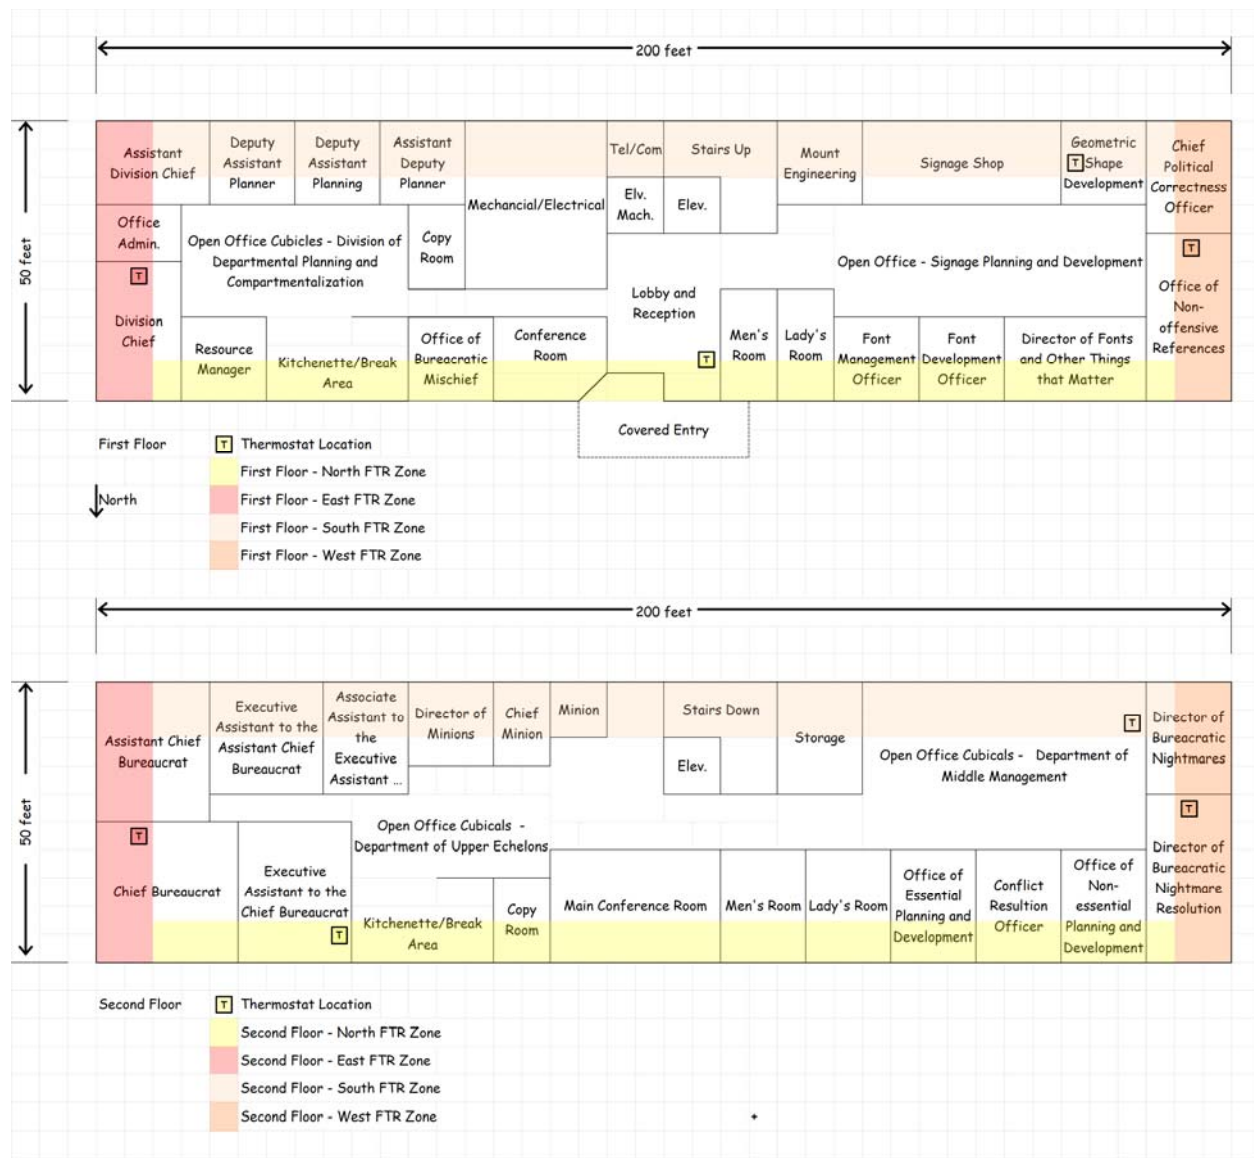 200 feet
50 feet
Assistant
Division Chief
Deputy
Assistant
Planner
Deputy
Assistant
Planning
Assistant
Deputy
Planner
Mechancial/Electrical
Tel/Com
Stairs Up
Elv.
Mach.
Elev.
Mount
Engineering
Signage Shop
Geometric
T Shape
Development
Chief
Political
Correctness
Officer
Office
Admin.
T
Division
Chief
Open Office Cubicles - Division of
Departmental Planning and
Compartmentalization
Copy
Room
Lobby and
Reception
T
Open Office - Signage Planning and Development
T
Office of
Non-
offensive
References
Resource
Manager
Kitchenette/Break
Area
Office of
Bureacratic
Mischief
Conference
Room
Men's
Room
Lady's
Room
Font
Management
Officer
Font
Development
Officer
Director of Fonts
and Other Things
that Matter
Covered Entry
First Floor
T Thermostat Location
First Floor - North FTR Zone
North
First Floor - East FTR Zone
First Floor - South FTR Zone
First Floor - West FTR Zone
200 feet
50 feet
Assistant Chief
Bureaucrat
Executive
Assistant to the
Assistant Chief
Bureaucrat
Associate
Assistant to
the
Executive
Assistant ...
Director of
Minions
Chief
Minion
Minion
Stairs Down
Elev.
Storage
T
Open Office Cubicals - Department of
Middle Management
Director of
Bureacratic
Nightmares
T
Chief Bureaucrat
Executive
Assistant to the
Chief Bureaucrat
T
Open Office Cubicals -
Department of Upper Echelons
Kitchenette/Break
Area
Copy
Room
Main Conference Room
Men's Room
Lady's Room
Office of
Essential
Planning and
Development
Conflict
Resultion
Officer
Office of
Non-
essential
Planning and
Development
T
Director of
Bureacratic
Nightmare
Resolution
Second Floor
T Thermostat Location
Second Floor - North FTR Zone
Second Floor - East FTR Zone
Second Floor - South FTR Zone
Second Floor - West FTR Zone